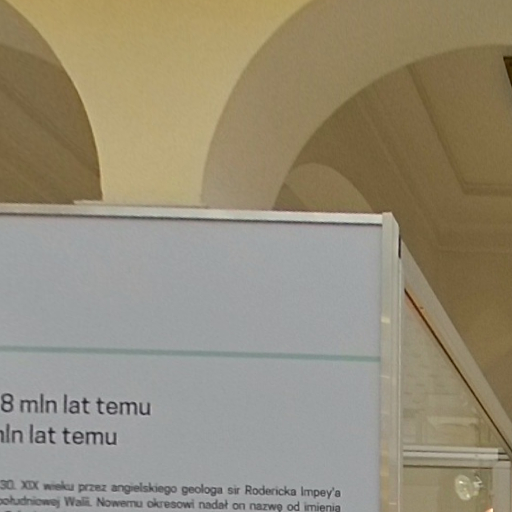 8 mln lat temu
mln lat temu
30. XIX wieku przez angielskiego geologa sir Rodericka Impey'a
południowej Walii. Nowemu okresowi nadał on nazwę od imienia